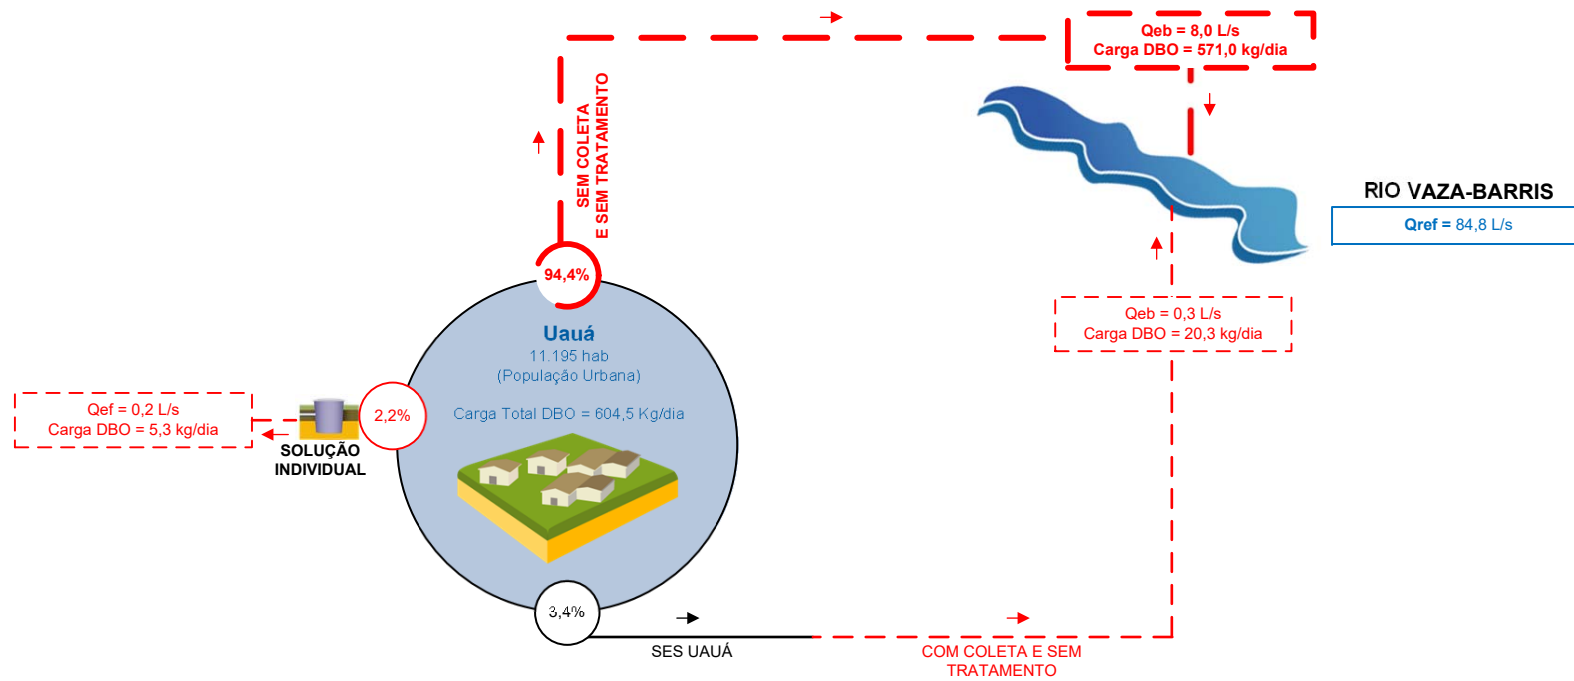 Qeb = 8,0 L/s
Carga DBO = 571,0 kg/dia
SEM COLETA
E SEM TRATAMENTO
RIO VAZA-BARRIS
Qref = 84,8 L/s
94,4%
Qeb = 0,3 L/s
Carga DBO = 20,3 kg/dia
Uauá
11.195 hab
(População Urbana)
Carga Total DBO = 604,5 Kg/dia
Qef = 0,2 L/s
Carga DBO = 5,3 kg/dia
2,2%
SOLUÇÃO
INDIVIDUAL
3,4%
SES UAUÁ
COM COLETA E SEM
TRATAMENTO